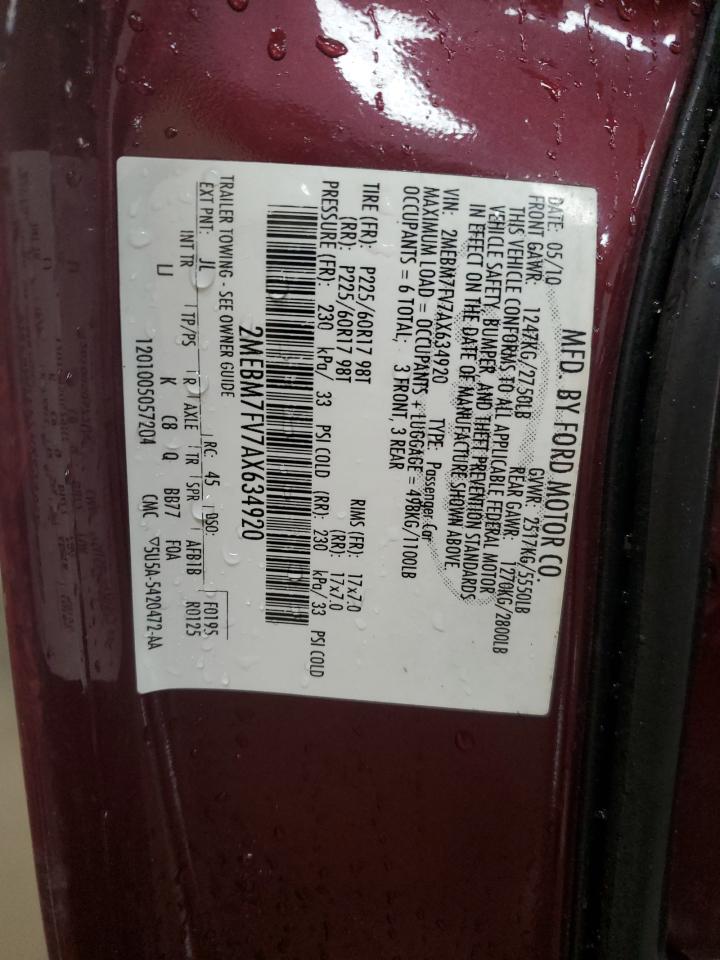 MFD. BY FORD MOTOR CO.
DATE: 05/10 GVWR: 2517KG/5550LB
FRONT GAWR: 1247KG/2750LB REAR GAWR: 1270KG/2800LB
THIS VEHICLE CONFORMS TO ALL APPLICABLE FEDERAL MOTOR
VEHICLE SAFETY, BUMPER, AND THEFT PREVENTION STANDARDS
IN EFFECT ON THE DATE OF MANUFACTURE SHOWN ABOVE.
VIN: 2MEBM7FV7AX634920 TYPE: Passenger Car
MAXIMUM LOAD = OCCUPANTS + LUGGAGE = 498KG/1100LB
OCCUPANTS = 6 TOTAL; 3 FRONT, 3 REAR
TIRE (FR): P225/60R17 98T RIMS (FR): 17x7.0
(RR): P225/60R17 98T (RR): 17x7.0
PRESSURE (FR): 230 kPa/ 33 PSI COLD (RR): 230 kPa/ 33 PSI COLD
2MEBM7FV7AX634920
TRAILER TOWING - SEE OWNER GUIDE
EXT PNT: JL RC: 45 DSO: F0195
INT TR TP/PS R AXLE TR SPR AFB1B R0125
LJ K C8 Q BB77 FOA
1201005057204 CMC ▽5U5A-5420472-AA